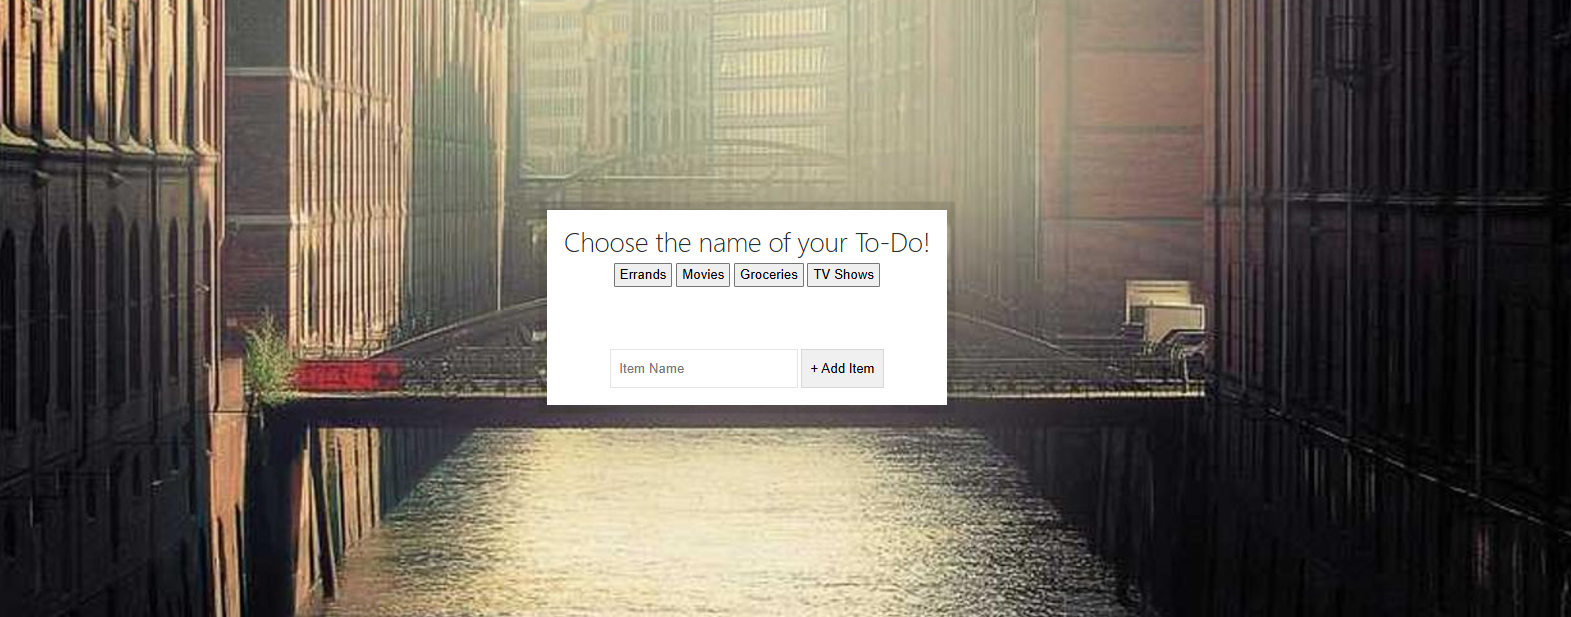 Choose the name of your To-Do!
Errands Movies Groceries TV Shows
Item Name + Add Item